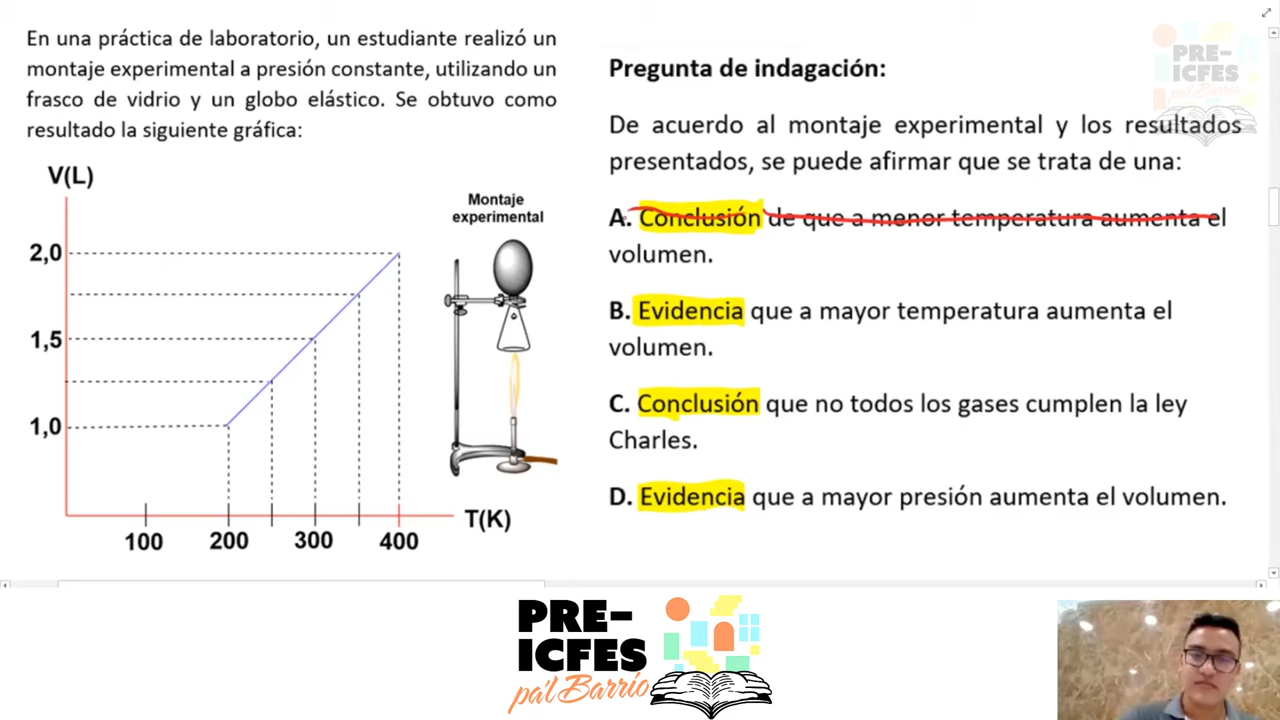 En una práctica de laboratorio, un estudiante realizó un
montaje experimental a presión constante, utilizando un
frasco de vidrio y un globo elástico. Se obtuvo como
resultado la siguiente gráfica:
V(L)
2,0
1,5
1,0
100
200
300
400
T(K)
Montaje
experimental
PRE-
ICFES
Pregunta de indagación:
De acuerdo al montaje experimental y los resultados
presentados, se puede afirmar que se trata de una:
A. Conclusión de que a menor temperatura aumenta el
volumen.
B. Evidencia que a mayor temperatura aumenta el
volumen.
C. Conclusión que no todos los gases cumplen la ley
Charles.
D. Evidencia que a mayor presión aumenta el volumen.
PRE-
ICFES
pa'l Barrio